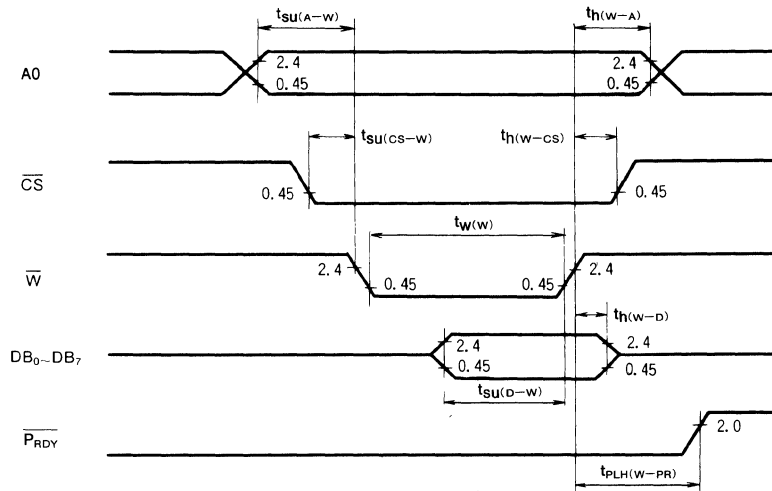 tsu(A−W)
th(W−A)
A0
2.4
0.45
2.4
0.45
tsu(CS−W)
th(W−CS)
CS
0.45
0.45
tW(W)
W
2.4
0.45
0.45
2.4
th(W−D)
DB0~DB7
2.4
0.45
2.4
0.45
tsu(D−W)
PRDY
2.0
tPLH(W−PR)